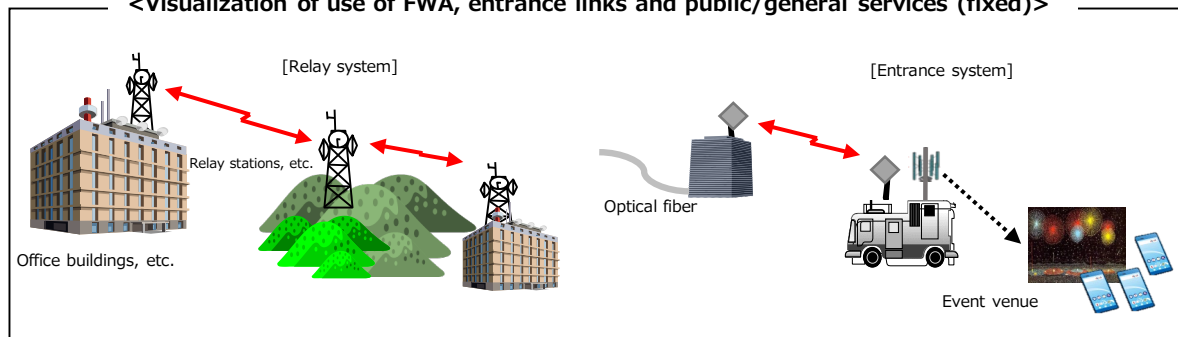 <Visualization of use of FWA, entrance links and public/general services (fixed)>
[Relay system]
[Entrance system]
Relay stations, etc.
Optical fiber
Office buildings, etc.
Event venue